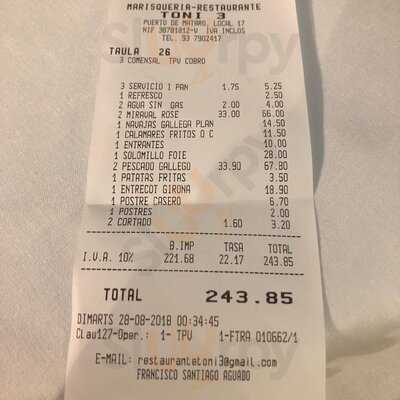 MARISQUERIA-RESTAURANTE
TONI 3
PUERTO DE MATARO, LOCAL 17
NIF 38781812-V IVA INCLOS
TEL. 93 7902417
TAULA 26
3 COMENSAL TPV COBRO
3 SERVICIO I PAN 1.75 5.25
1 REFRESCO 2.50
2 AGUA SIN GAS 2.00 4.00
2 MIRAVAL ROSE 33.00 66.00
1 NAVAJAS GALLEGA PLAN 14.50
1 CALAMARES FRITOS O C 11.50
1 ENTRANTES 10.00
1 SOLOMILLO FOIE 28.00
2 PESCADO GALLEGO 33.90 67.80
1 PATATAS FRITAS 3.50
1 ENTRECOT GIRONA 18.90
1 POSTRE CASERO 6.70
1 POSTRES 2.00
2 CORTADO 1.60 3.20
B.IMP TASA TOTAL
I.V.A. 10% 221.68 22.17 243.85
TOTAL 243.85
DIMARTS 28-08-2018 00:34:45
Clau127-Oper.: 1- TPV 1-FTRA 010662/1
E-MAIL: restaurantetoni3@gmail.com
FRANCISCO SANTIAGO AGUADO